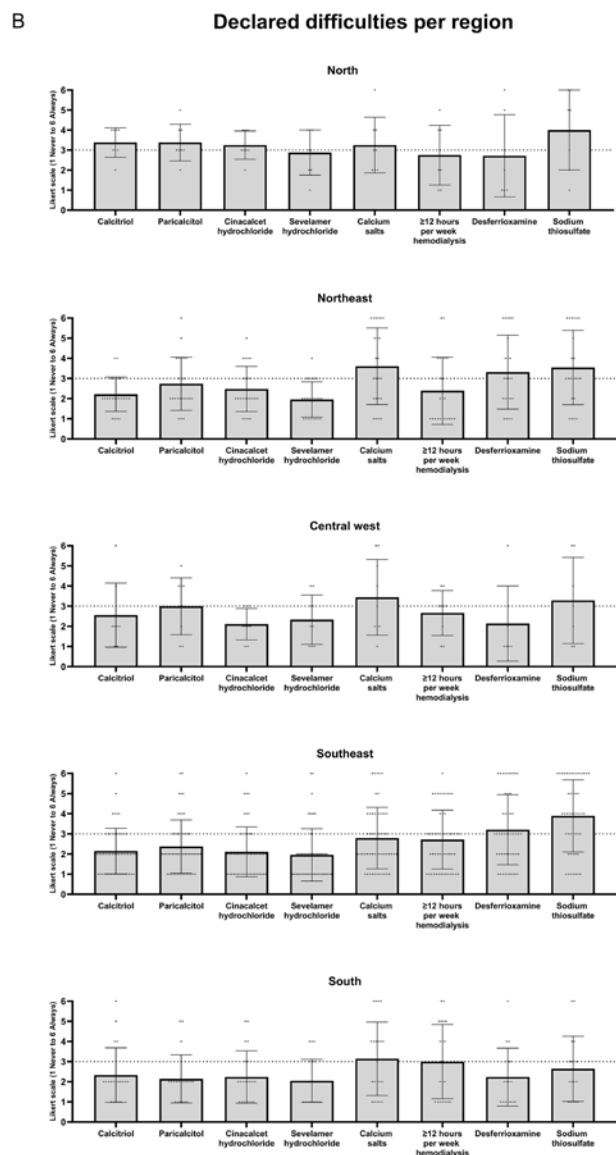 B
Declared difficulties per region
North
Likert scale (1 Never to 6 Always)
6
5
4
3
2
1
0
Calcitriol
Paricalcitol
Cinacalcet
hydrochloride
Sevelamer
hydrochloride
Calcium
salts
≥12 hours
per week
hemodialysis
Desferrioxamine
Sodium
thiosulfate
Northeast
Likert scale (1 Never to 6 Always)
6
5
4
3
2
1
0
Calcitriol
Paricalcitol
Cinacalcet
hydrochloride
Sevelamer
hydrochloride
Calcium
salts
≥12 hours
per week
hemodialysis
Desferrioxamine
Sodium
thiosulfate
Central west
Likert scale (1 Never to 6 Always)
6
5
4
3
2
1
0
Calcitriol
Paricalcitol
Cinacalcet
hydrochloride
Sevelamer
hydrochloride
Calcium
salts
≥12 hours
per week
hemodialysis
Desferrioxamine
Sodium
thiosulfate
Southeast
Likert scale (1 Never to 6 Always)
6
5
4
3
2
1
0
Calcitriol
Paricalcitol
Cinacalcet
hydrochloride
Sevelamer
hydrochloride
Calcium
salts
≥12 hours
per week
hemodialysis
Desferrioxamine
Sodium
thiosulfate
South
Likert scale (1 Never to 6 Always)
6
5
4
3
2
1
0
Calcitriol
Paricalcitol
Cinacalcet
hydrochloride
Sevelamer
hydrochloride
Calcium
salts
≥12 hours
per week
hemodialysis
Desferrioxamine
Sodium
thiosulfate